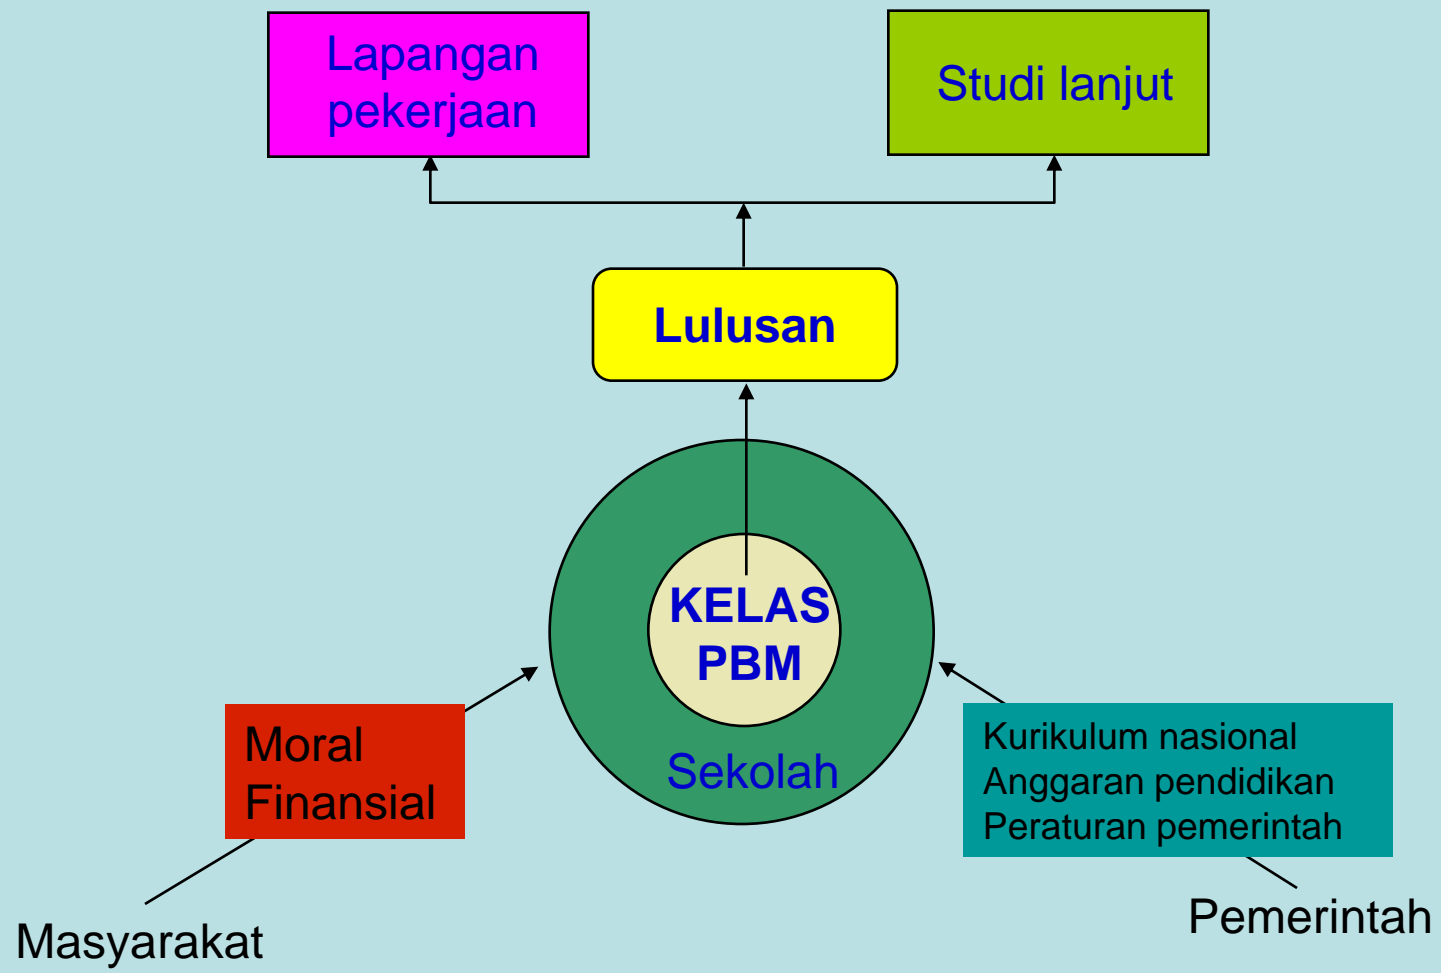 Lapangan
pekerjaan
Studi lanjut
Lulusan
KELAS
PBM
Sekolah
Moral
Finansial
Kurikulum nasional
Anggaran pendidikan
Peraturan pemerintah
Masyarakat
Pemerintah